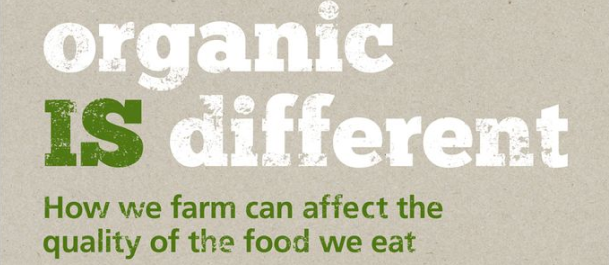 organic
IS different
How we farm can affect the
quality of the food we eat